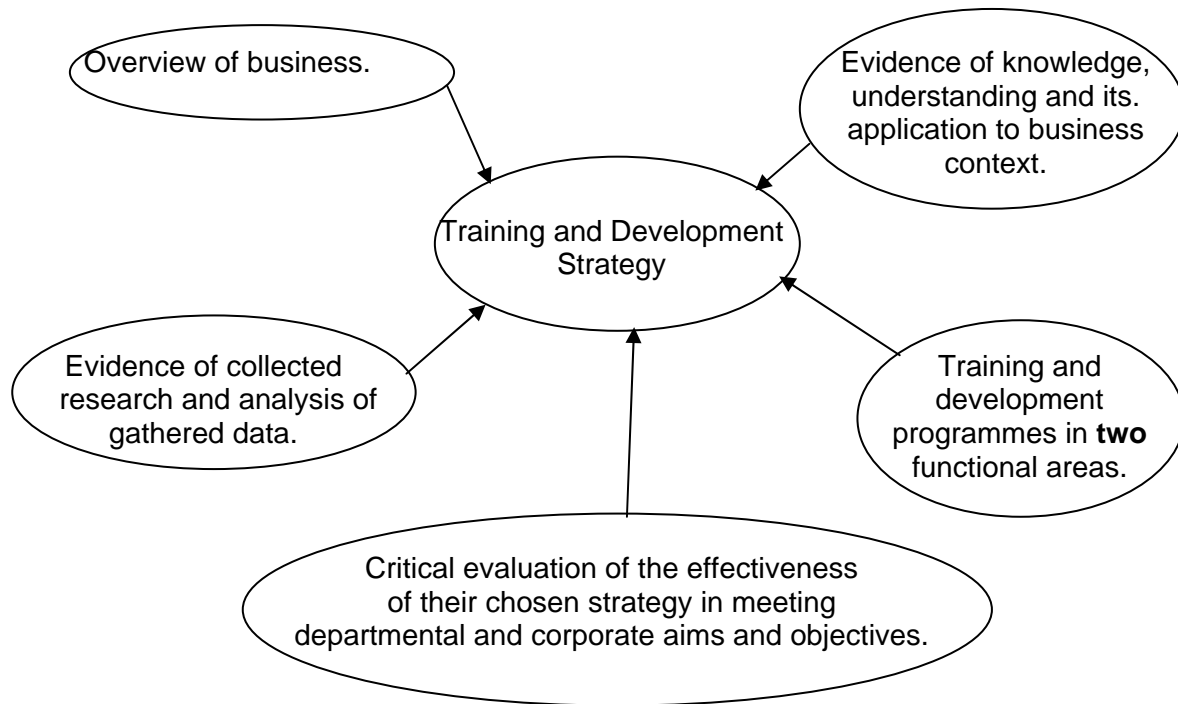 Overview of business.
Evidence of knowledge,
understanding and its.
application to business
context.
Training and Development
Strategy
Evidence of collected
research and analysis of
gathered data.
Training and
development
programmes in two
functional areas.
Critical evaluation of the effectiveness
of their chosen strategy in meeting
departmental and corporate aims and objectives.